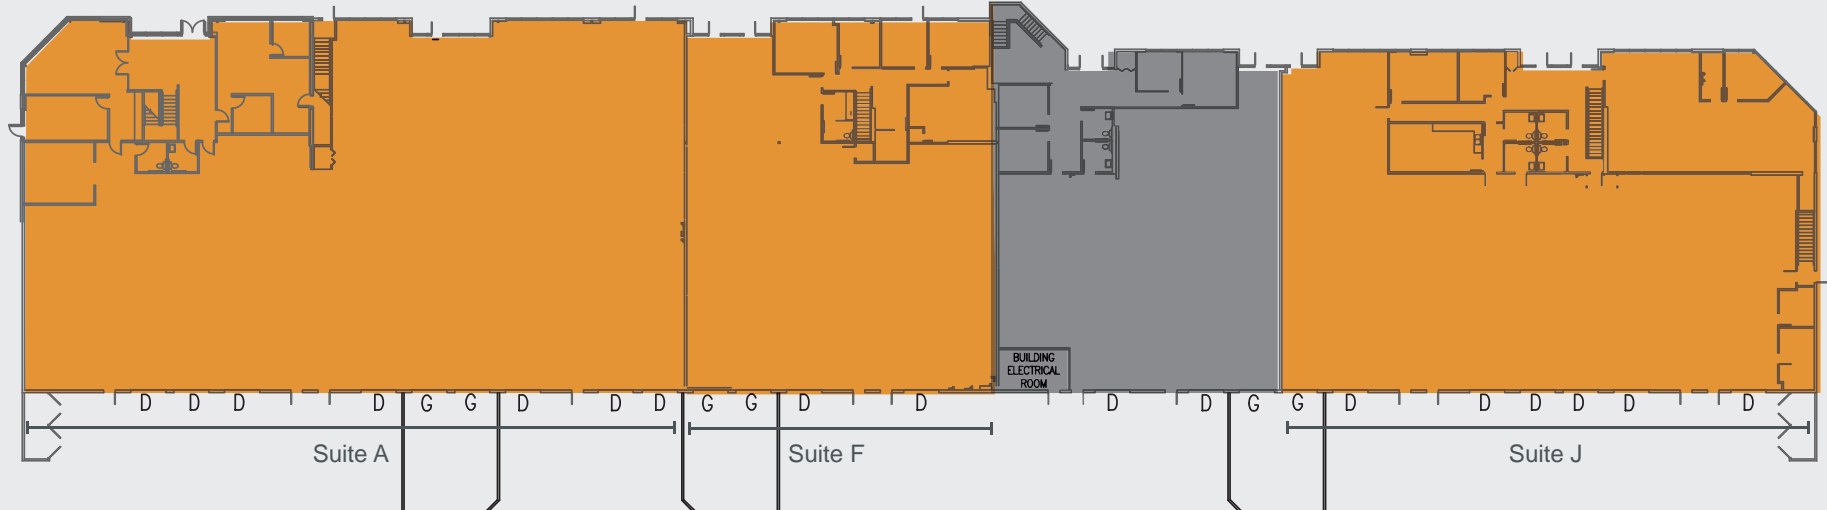 BUILDING
ELECTRICAL
ROOM
D D D D G G D D D G G D D D D G G D D D D D D
Suite A Suite F Suite J